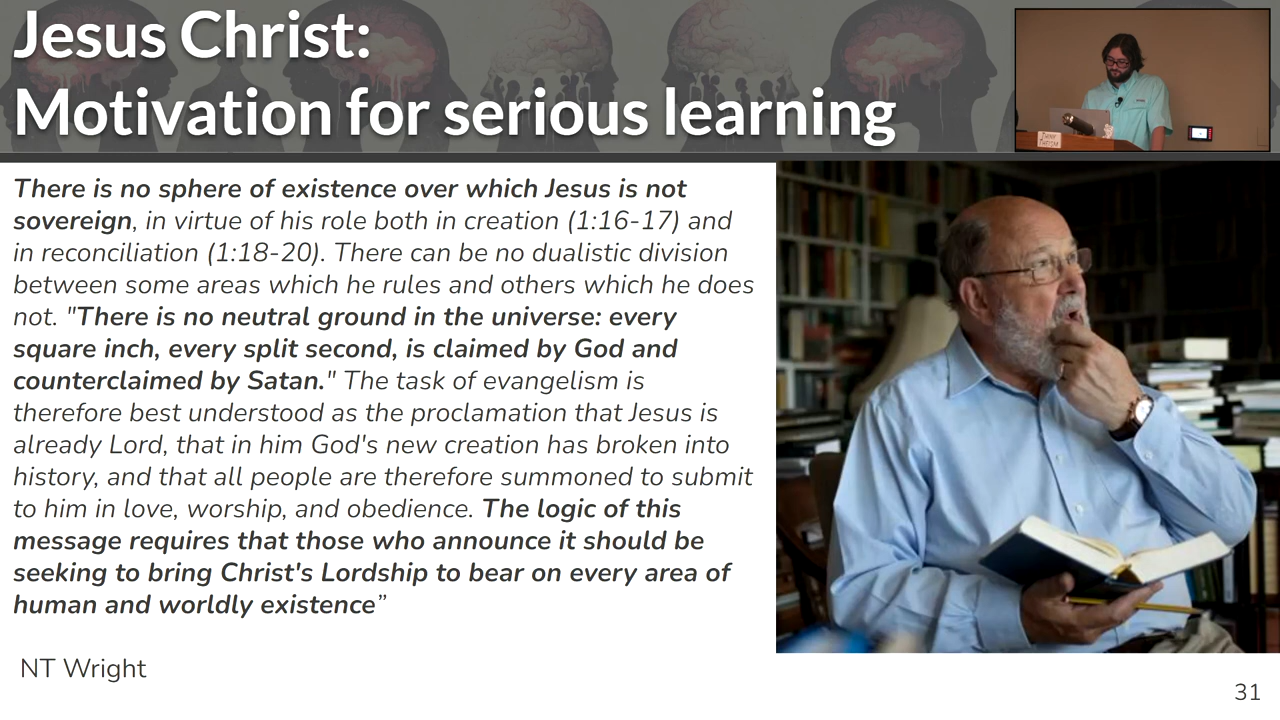 Jesus Christ:
Motivation for serious learning
There is no sphere of existence over which Jesus is not
sovereign, in virtue of his role both in creation (1:16-17) and
in reconciliation (1:18-20). There can be no dualistic division
between some areas which he rules and others which he does
not. "There is no neutral ground in the universe: every
square inch, every split second, is claimed by God and
counterclaimed by Satan." The task of evangelism is
therefore best understood as the proclamation that Jesus is
already Lord, that in him God's new creation has broken into
history, and that all people are therefore summoned to submit
to him in love, worship, and obedience. The logic of this
message requires that those who announce it should be
seeking to bring Christ's Lordship to bear on every area of
human and worldly existence”
NT Wright
31